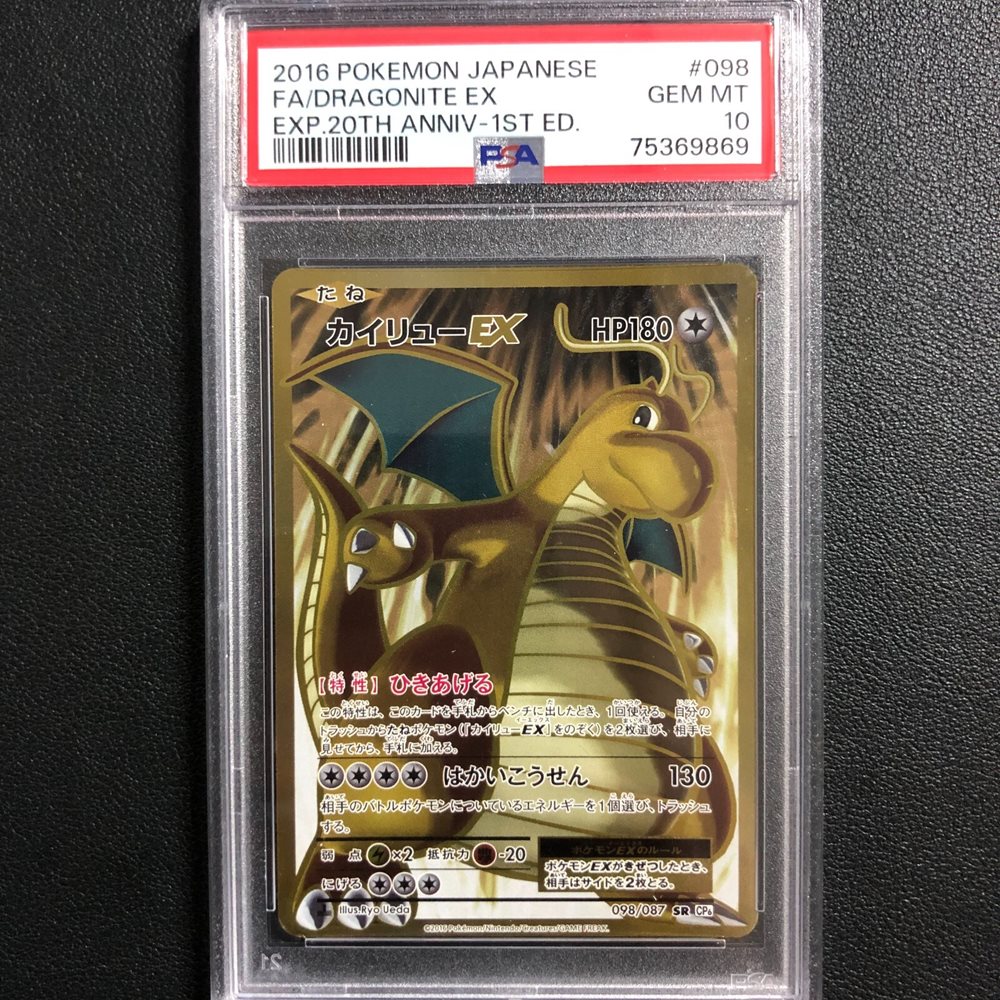 2016 POKEMON JAPANESE #098
FA/DRAGONITE EX GEM MT
EXP.20TH ANNIV-1ST ED. 10
PSA 75369869
たね
カイリューEX HP180
[特性] ひきあげる
この特性は、このカードを手札からベンチに出したとき、1回使える。自分の
トラッシュからたねポケモン(「カイリューEX」をのぞく)を2枚選び、相手に
見せてから、手札に加える。
はかいこうせん 130
相手のバトルポケモンについているエネルギーを1個選び、トラッシュ
する。
弱点 ×2 抵抗力 -20
ポケモンEXのルール
ポケモンEXがきぜつしたとき、
相手はサイドを2枚とる。
にげる
1 Illus.Ryo Ueda 098/087 SR CP6
©2016 Pokémon/Nintendo/Creatures/GAME FREAK.